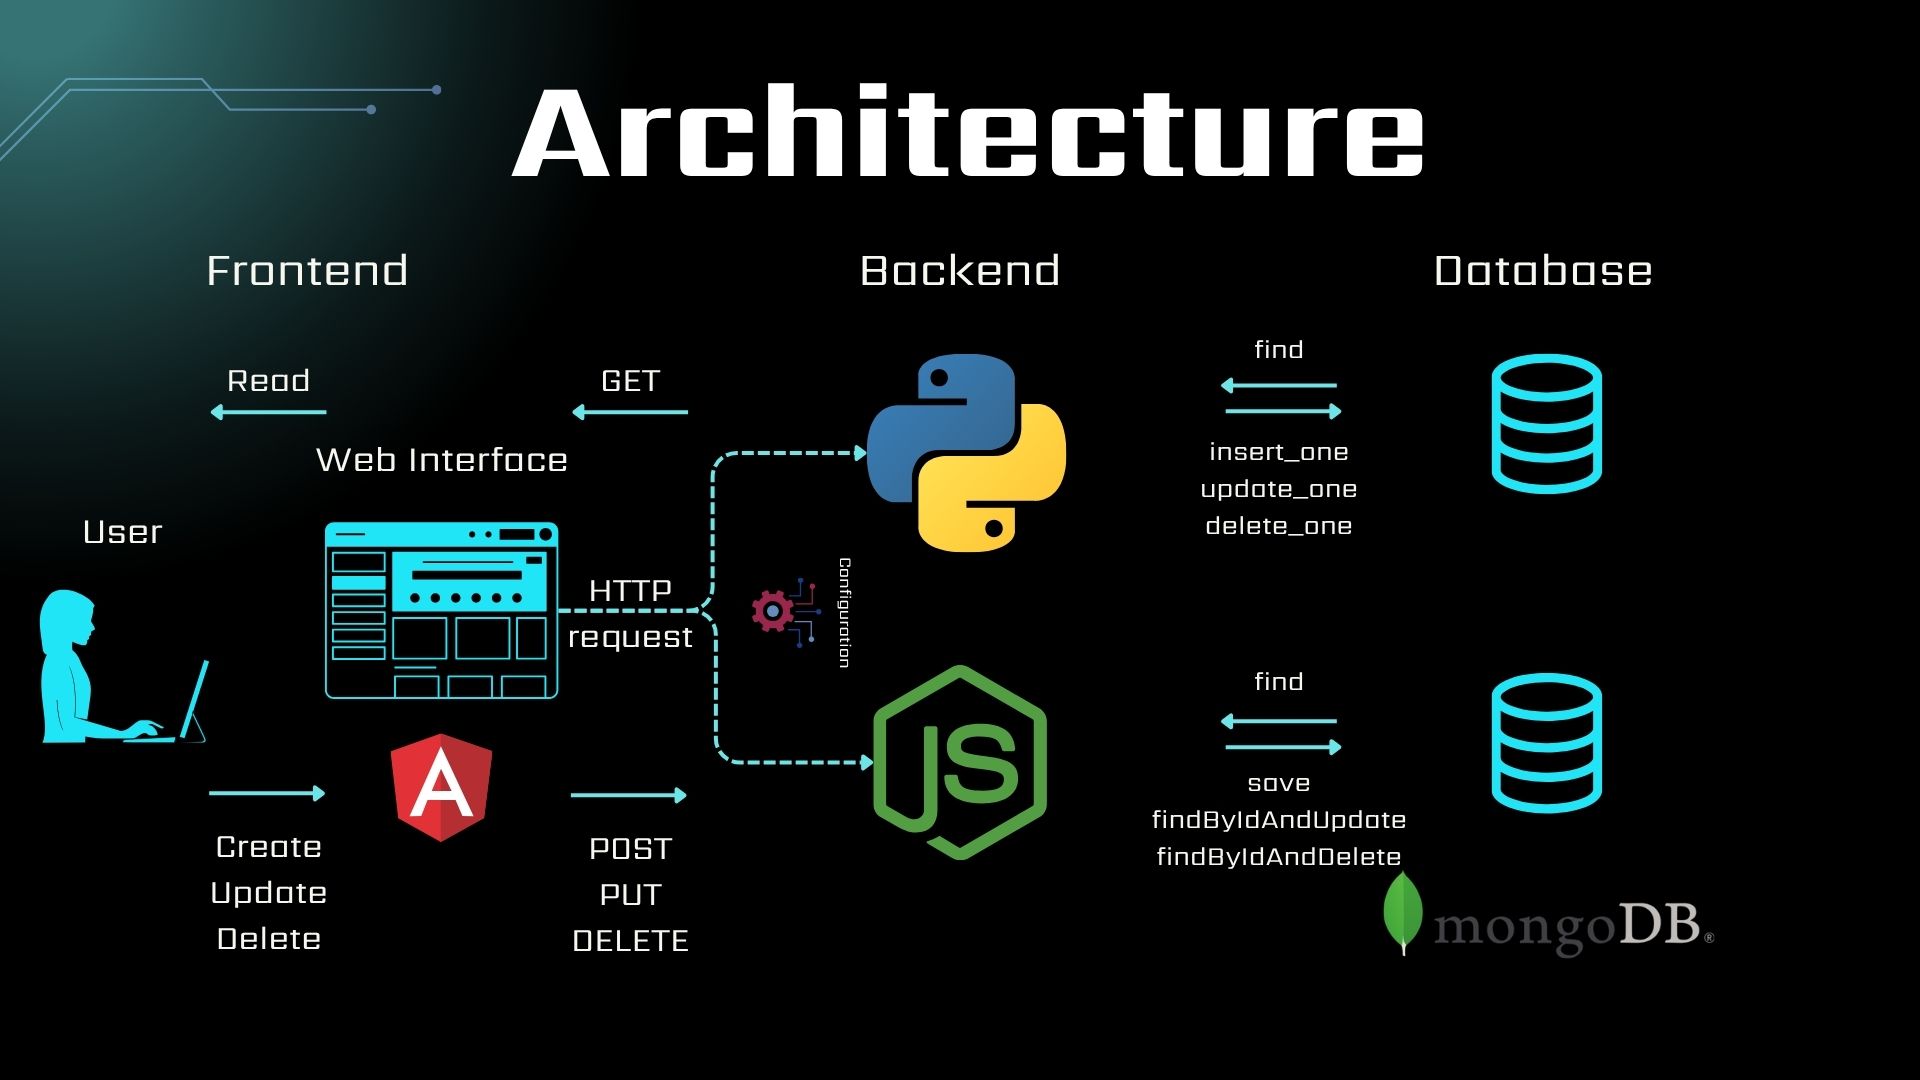 Architecture
Frontend
Backend
Database
Read
GET
find
Web Interface
insert_one
update_one
delete_one
User
HTTP
request
Configuration
find
save
findByIdAndUpdate
findByIdAndDelete
Create
Update
Delete
POST
PUT
DELETE
A
JS
mongoDB®